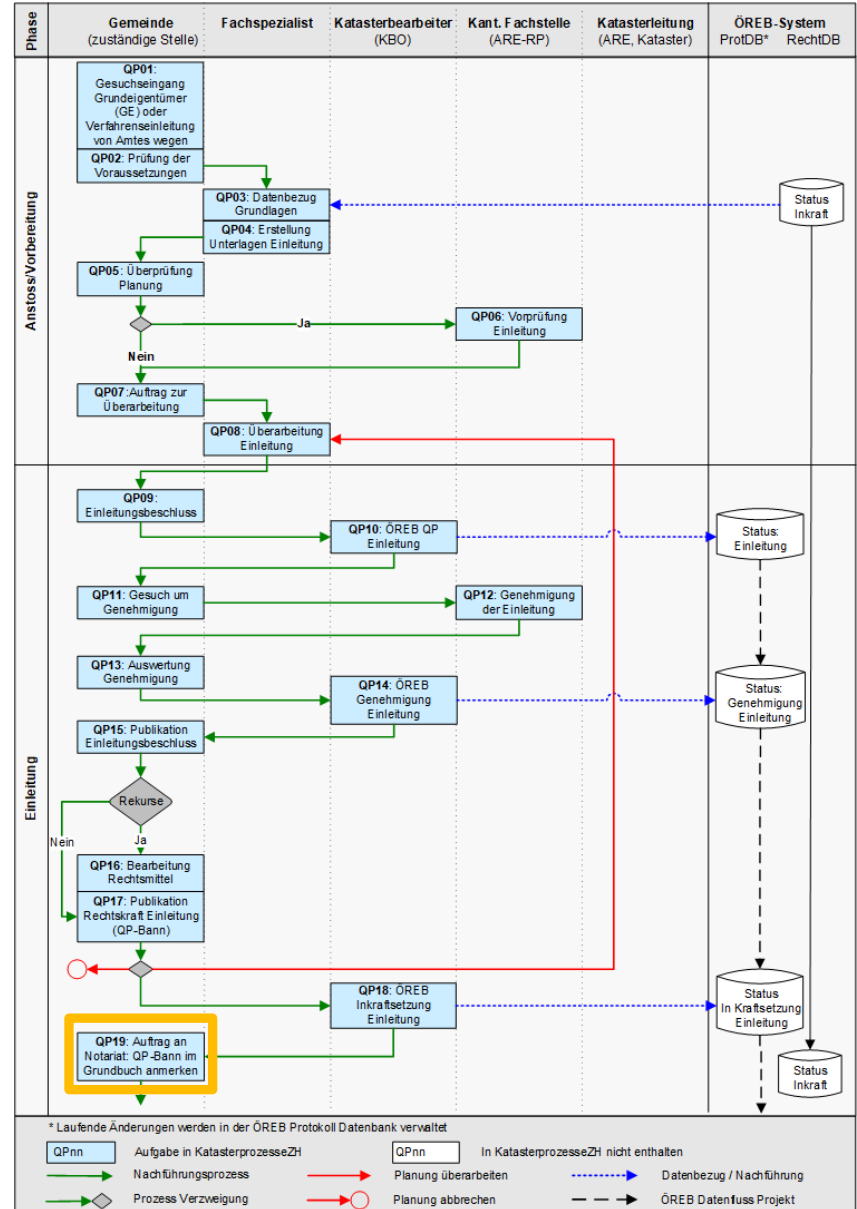 Phase
Gemeinde
(zuständige Stelle)
Fachspezialist
Katasterbearbeiter
(KBO)
Kant. Fachstelle
(ARE-RP)
Katasterleitung
(ARE, Kataster)
ÖREB-System
ProtDB* RechtDB
Anstoss/Vorbereitung
QP01:
Gesuchseingang
Grundeigentümer
(GE) oder
Verfahrenseinleitung
von Amtes wegen
QP02: Prüfung der
Voraussetzungen
QP03: Datenbezug
Grundlagen
Status
Inkraft
QP04: Erstellung
Unterlagen Einleitung
QP05: Überprüfung
Planung
Ja
QP06: Vorprüfung
Einleitung
Nein
QP07:Auftrag zur
Überarbeitung
QP08: Überarbeitung
Einleitung
Einleitung
QP09:
Einleitungsbeschluss
QP10: ÖREB QP
Einleitung
Status:
Einleitung
QP11: Gesuch um
Genehmigung
QP12: Genehmigung
der Einleitung
QP13: Auswertung
Genehmigung
QP14: ÖREB
Genehmigung
Einleitung
Status:
Genehmigung
Einleitung
QP15: Publikation
Einleitungsbeschluss
Rekurse
Nein
Ja
QP16: Bearbeitung
Rechtsmittel
QP17: Publikation
Rechtskraft Einleitung
(QP-Bann)
QP18: ÖREB
Inkraftsetzung
Einleitung
Status
In Kraftsetzung
Einleitung
QP19: Auftrag an
Notariat: QP-Bann im
Grundbuch anmerken
Status
Inkraft
* Laufende Änderungen werden in der ÖREB Protokoll Datenbank verwaltet
QPnn Aufgabe in KatasterprozesseZH QPnn In KatasterprozesseZH nicht enthalten
Nachführungsprozess Planung überarbeiten Datenbezug / Nachführung
Prozess Verzweigung Planung abbrechen ÖREB Datenfluss Projekt